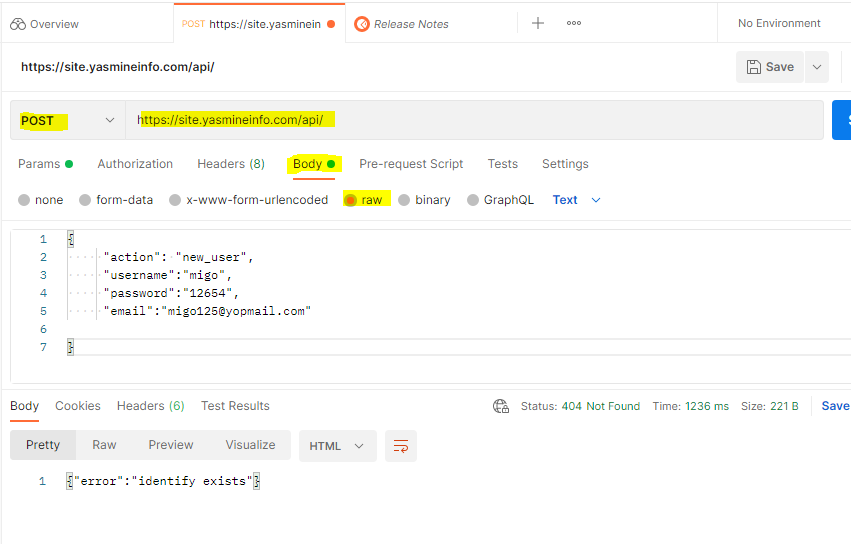 Overview POST https://site.yasminein Release Notes No Environment
https://site.yasmineinfo.com/api/ Save
POST https://site.yasmineinfo.com/api/ S
Params Authorization Headers (8) Body Pre-request Script Tests Settings
none form-data x-www-form-urlencoded raw binary GraphQL Text
1 {
2 "action": "new_user",
3 "username":"migo",
4 "password":"12654",
5 "email":"migo125@yopmail.com"
6
7 }
Body Cookies Headers (6) Test Results Status: 404 Not Found Time: 1236 ms Size: 221 B Save
Pretty Raw Preview Visualize HTML
1 {"error":"identify exists"}